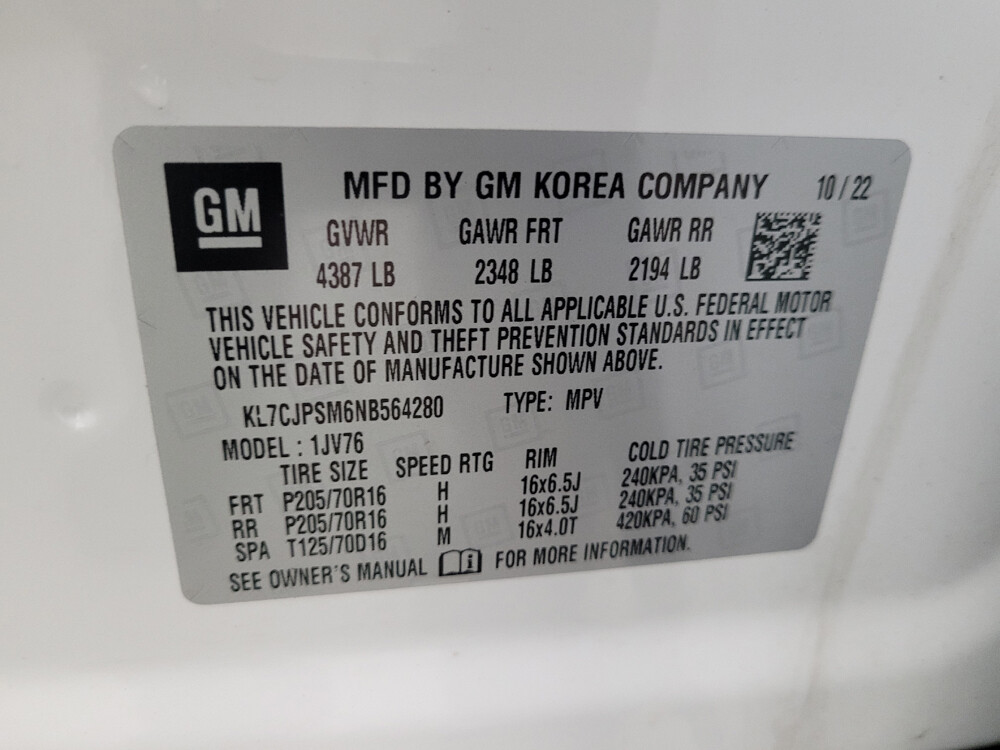 GM
MFD BY GM KOREA COMPANY 10 / 22
GVWR GAWR FRT GAWR RR
4387 LB 2348 LB 2194 LB
THIS VEHICLE CONFORMS TO ALL APPLICABLE U.S. FEDERAL MOTOR
VEHICLE SAFETY AND THEFT PREVENTION STANDARDS IN EFFECT
ON THE DATE OF MANUFACTURE SHOWN ABOVE.
KL7CJPSM6NB564280 TYPE: MPV
MODEL : 1JV76
TIRE SIZE SPEED RTG RIM COLD TIRE PRESSURE
FRT P205/70R16 H 16x6.5J 240KPA, 35 PSI
RR P205/70R16 H 16x6.5J 240KPA, 35 PSI
SPA T125/70D16 M 16x4.0T 420KPA, 60 PSI
SEE OWNER'S MANUAL i FOR MORE INFORMATION.